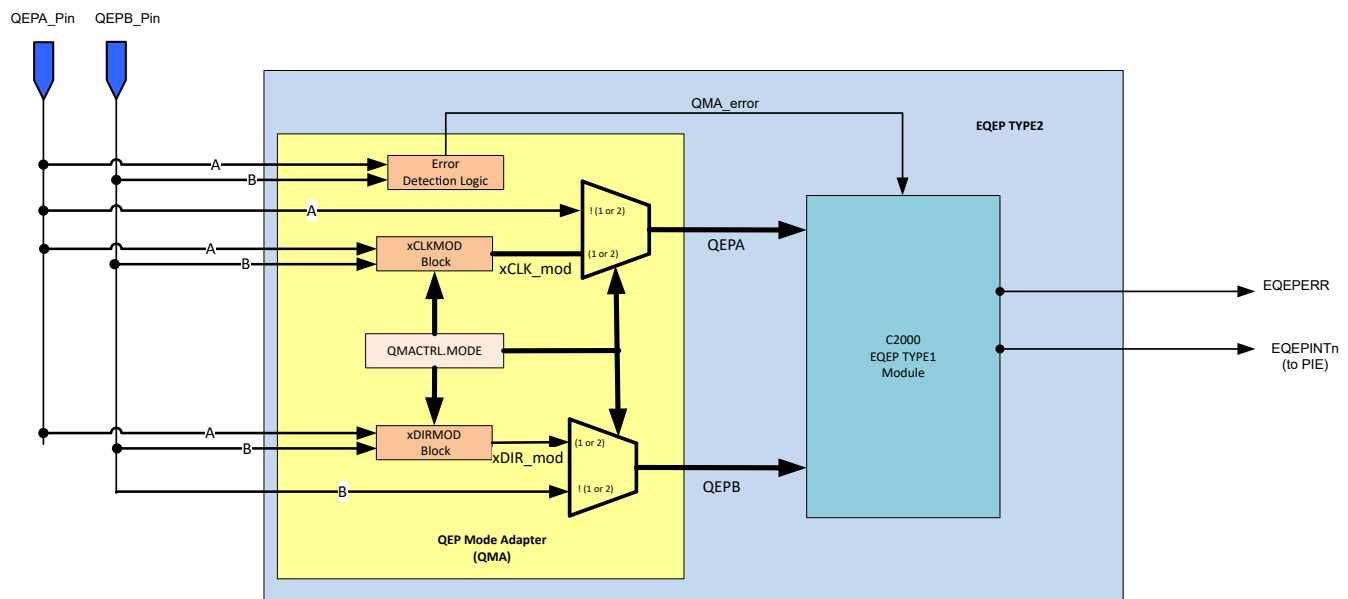 QEPA_Pin
QEPB_Pin
QMA_error
EQEP TYPE2
A
B
Error
Detection Logic
A
! (1 or 2)
A
B
xCLKMOD
Block
xCLK_mod
(1 or 2)
QEPA
EQEPERR
QMACTRL.MODE
C2000
EQEP TYPE1
Module
EQEPINTn
(to PIE)
A
B
xDIRMOD
Block
xDIR_mod
(1 or 2)
QEPB
B
! (1 or 2)
QEP Mode Adapter
(QMA)